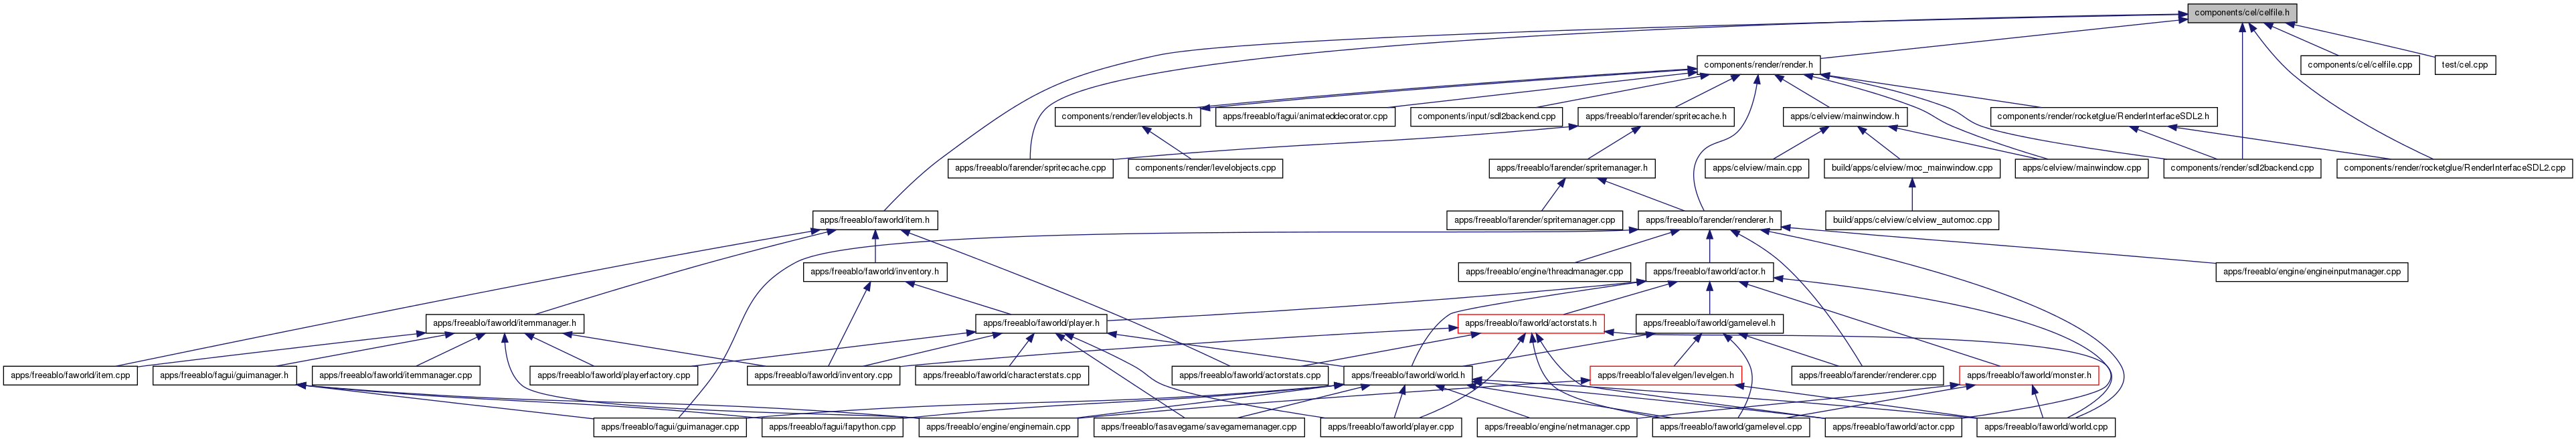 components/cel/celfile.h
components/render/render.h
components/cel/celfile.cpp
test/cel.cpp
components/render/levelobjects.h
apps/freeablo/fagui/animateddecorator.cpp
components/input/sdl2backend.cpp
apps/freeablo/farender/spritecache.h
apps/celview/mainwindow.h
components/render/rocketglue/RenderInterfaceSDL2.h
apps/freeablo/farender/spritecache.cpp
components/render/levelobjects.cpp
apps/freeablo/farender/spritemanager.h
apps/celview/main.cpp
build/apps/celview/moc_mainwindow.cpp
apps/celview/mainwindow.cpp
components/render/sdl2backend.cpp
components/render/rocketglue/RenderInterfaceSDL2.cpp
apps/freeablo/faworld/item.h
apps/freeablo/farender/spritemanager.cpp
apps/freeablo/farender/renderer.h
build/apps/celview/celview_automoc.cpp
apps/freeablo/faworld/inventory.h
apps/freeablo/engine/threadmanager.cpp
apps/freeablo/faworld/actor.h
apps/freeablo/engine/engineinputmanager.cpp
apps/freeablo/faworld/itemmanager.h
apps/freeablo/faworld/player.h
apps/freeablo/faworld/actorstats.h
apps/freeablo/faworld/gamelevel.h
apps/freeablo/faworld/item.cpp
apps/freeablo/fagui/guimanager.h
apps/freeablo/faworld/itemmanager.cpp
apps/freeablo/faworld/playerfactory.cpp
apps/freeablo/faworld/inventory.cpp
apps/freeablo/faworld/characterstats.cpp
apps/freeablo/faworld/actorstats.cpp
apps/freeablo/faworld/world.h
apps/freeablo/falevelgen/levelgen.h
apps/freeablo/farender/renderer.cpp
apps/freeablo/faworld/monster.h
apps/freeablo/fagui/guimanager.cpp
apps/freeablo/fagui/fapython.cpp
apps/freeablo/engine/enginemain.cpp
apps/freeablo/fasavegame/savegamemanager.cpp
apps/freeablo/faworld/player.cpp
apps/freeablo/engine/netmanager.cpp
apps/freeablo/faworld/gamelevel.cpp
apps/freeablo/faworld/actor.cpp
apps/freeablo/faworld/world.cpp